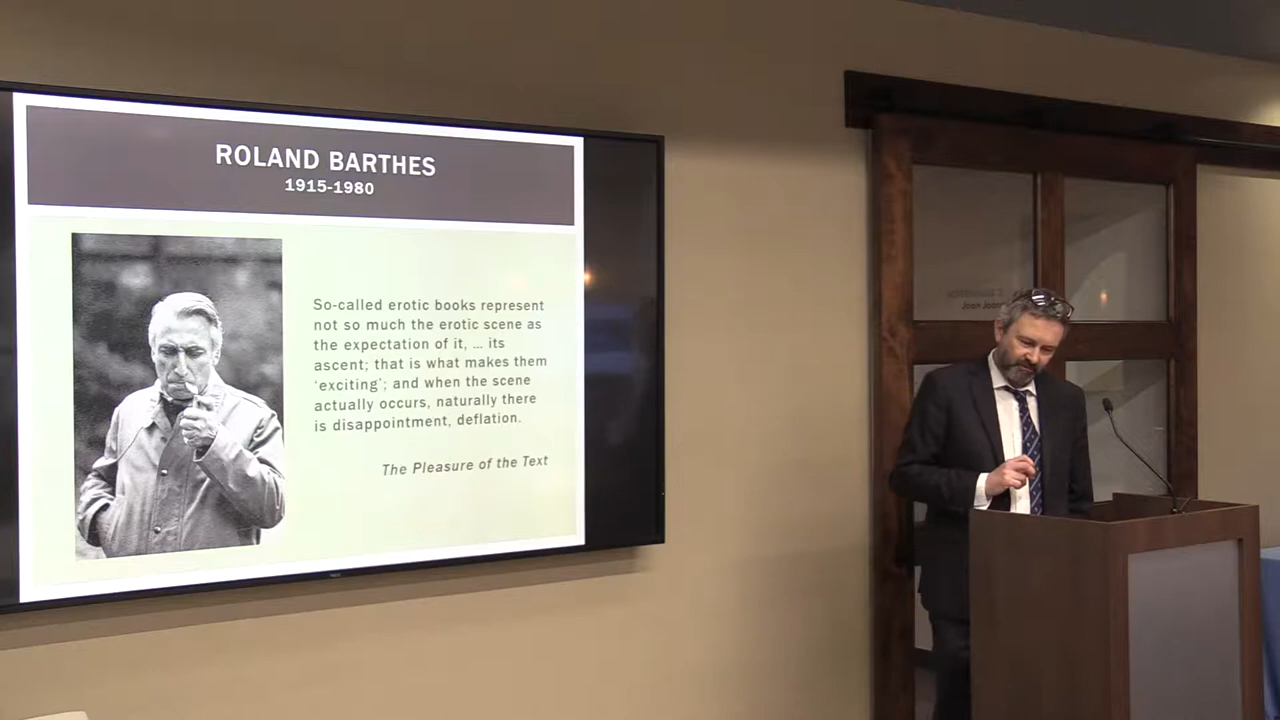 ROLAND BARTHES
1915-1980
So-called erotic books represent
not so much the erotic scene as
the expectation of it, ... its
ascent; that is what makes them
‘exciting’; and when the scene
actually occurs, naturally there
is disappointment, deflation.
The Pleasure of the Text